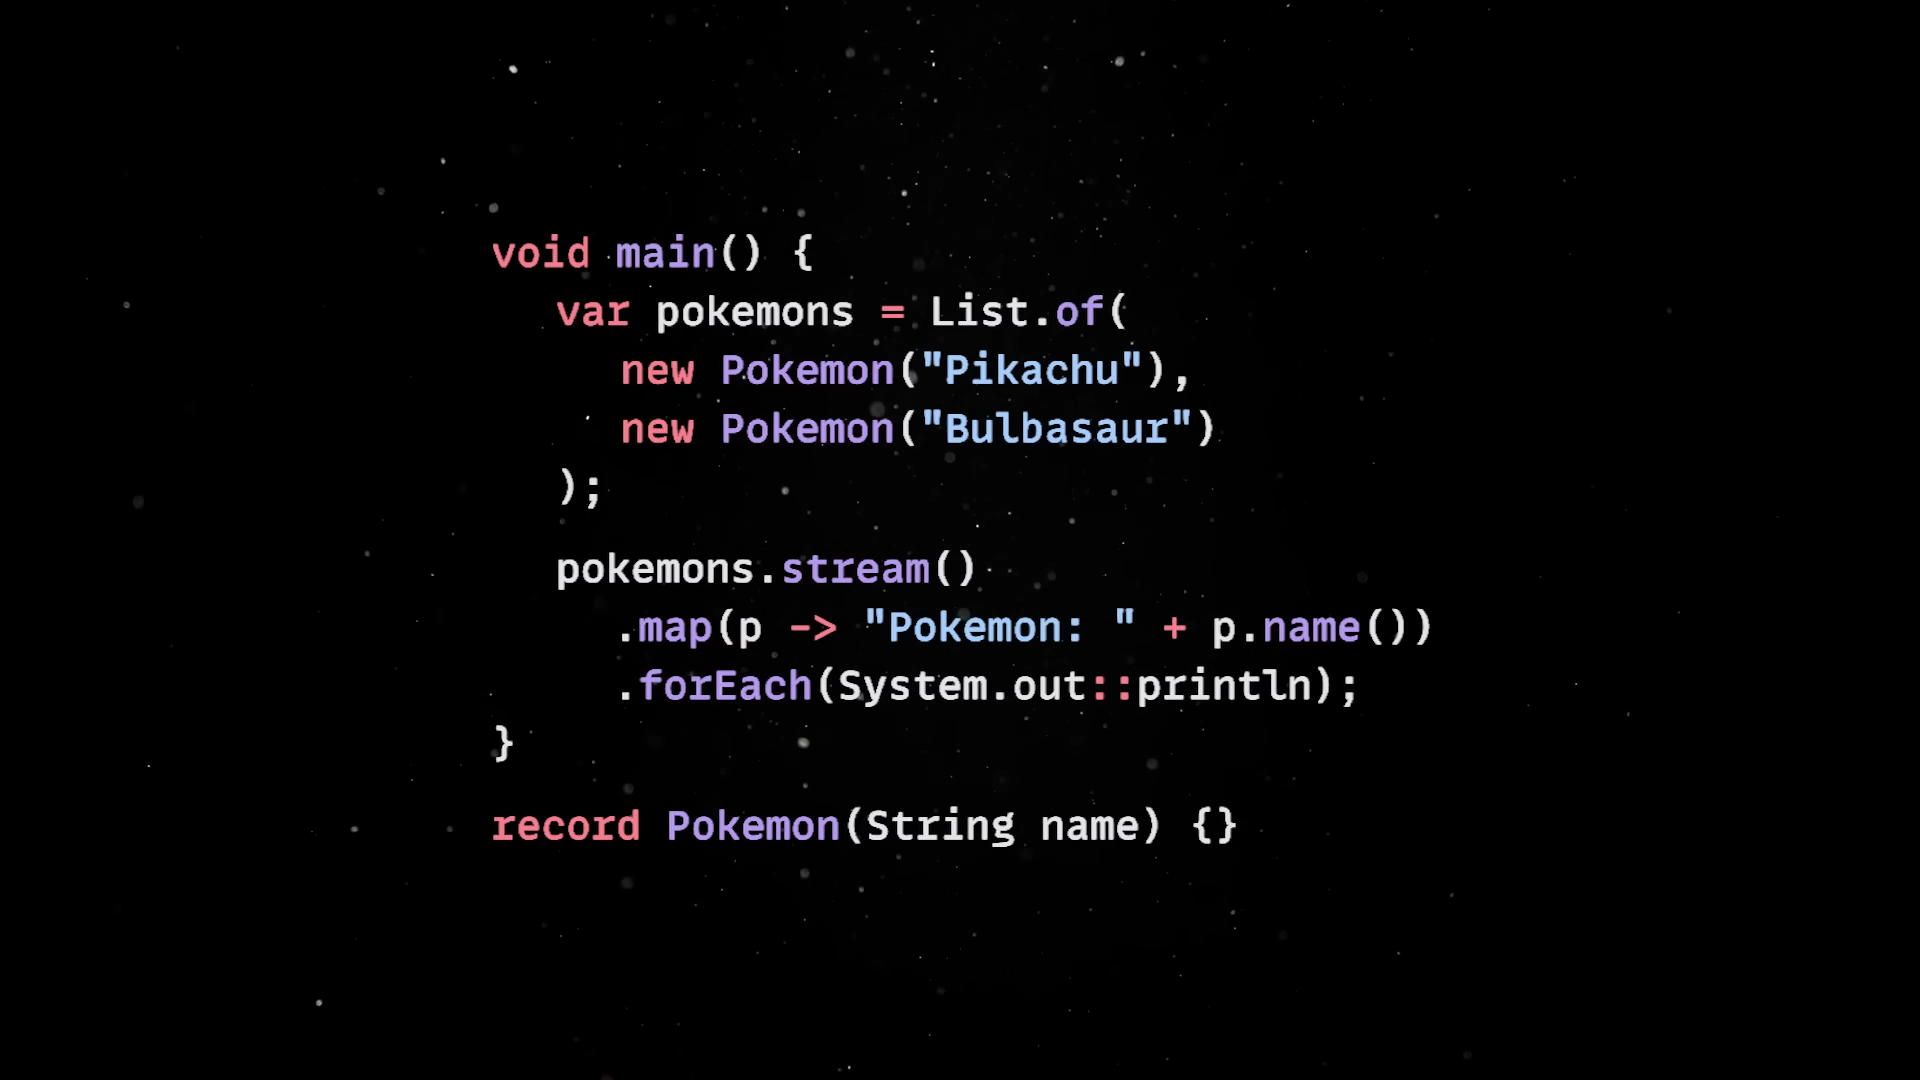 void main() {
   var pokemons = List.of(
      new Pokemon("Pikachu"),
      new Pokemon("Bulbasaur")
   );
   pokemons.stream()
      .map(p -> "Pokemon: " + p.name())
      .forEach(System.out::println);
}
record Pokemon(String name) {}